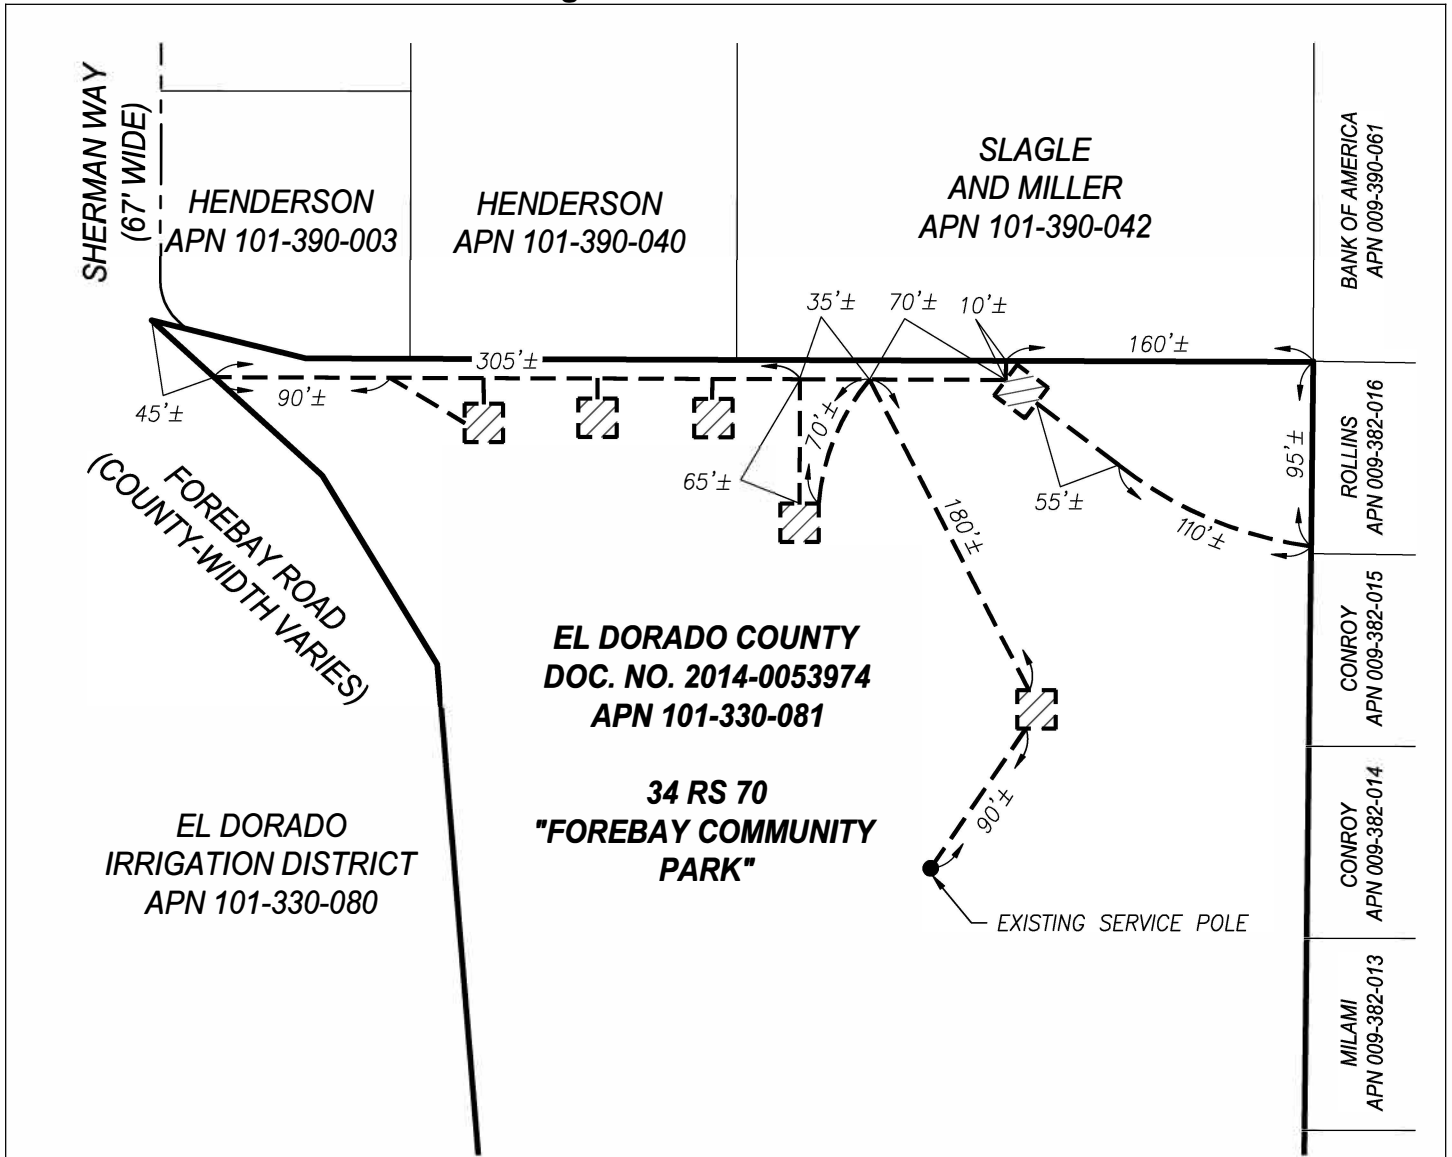 SHERMAN WAY
(67' WIDE)
HENDERSON
APN 101-390-003
HENDERSON
APN 101-390-040
SLAGLE
AND MILLER
APN 101-390-042
BANK OF AMERICA
APN 009-390-061
35'±
70'±
10'±
160'±
305'±
90'±
45'±
70'±
65'±
55'±
95'±
110'±
180'±
ROLLINS
APN 009-382-016
FOREBAY ROAD
(COUNTY-WIDTH VARIES)
CONROY
APN 009-382-015
EL DORADO COUNTY
DOC. NO. 2014-0053974
APN 101-330-081
34 RS 70
"FOREBAY COMMUNITY
PARK"
90'±
EL DORADO
IRRIGATION DISTRICT
APN 101-330-080
CONROY
APN 009-382-014
EXISTING SERVICE POLE
MILAMI
APN 009-382-013